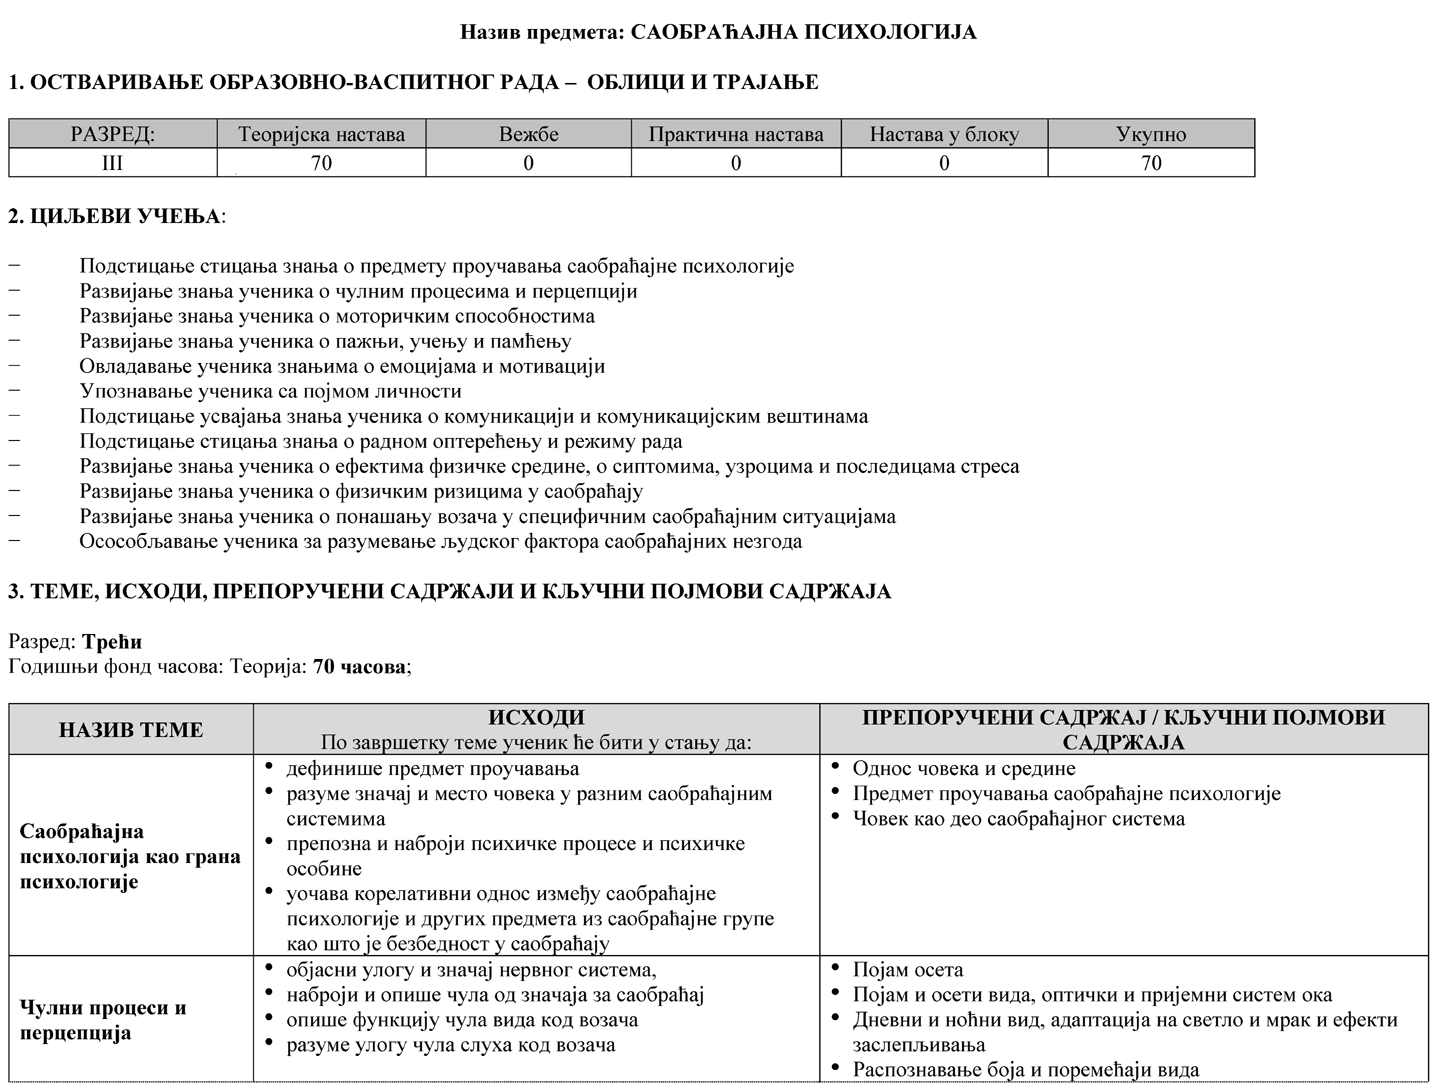 Назив предмета: САОБРАЋАЈНА ПСИХОЛОГИЈА
1. ОСТВАРИВАЊЕ ОБРАЗОВНО-ВАСПИТНОГ РАДА – ОБЛИЦИ И ТРАЈАЊЕ
РАЗРЕД: Теоријска настава Вежбе Практична настава Настава у блоку Укупно
III 70 0 0 0 70
2. ЦИЉЕВИ УЧЕЊА:
– Подстицање стицања знања о предмету проучавања саобраћајне психологије
– Развијање знања ученика о чулним процесима и перцепцији
– Развијање знања ученика о моторичким способностима
– Развијање знања ученика о пажњи, учењу и памћењу
– Овладавање ученика знањима о емоцијама и мотивацији
– Упознавање ученика са појмом личности
– Подстицање усвајања знања ученика о комуникацији и комуникацијским вештинама
– Подстицање стицања знања о радном оптерећењу и режиму рада
– Развијање знања ученика о ефектима физичке средине, о сиптомима, узроцима и последицама стреса
– Развијање знања ученика о физичким ризицима у саобраћају
– Развијање знања ученика о понашању возача у специфичним саобраћајним ситуацијама
– Осособљавање ученика за разумевање људског фактора саобраћајних незгода
3. ТЕМЕ, ИСХОДИ, ПРЕПОРУЧЕНИ САДРЖАЈИ И КЉУЧНИ ПОЈМОВИ САДРЖАЈА
Разред: Трећи
Годишњи фонд часова: Теорија: 70 часова;
НАЗИВ ТЕМЕ
ИСХОДИ
По завршетку теме ученик ће бити у стању да:
ПРЕПОРУЧЕНИ САДРЖАЈ / КЉУЧНИ ПОЈМОВИ
САДРЖАЈА
Саобраћајна
психологија као грана
психологије
• дефинише предмет проучавања
• разуме значај и место човека у разним саобраћајним
системима
• препозна и наброји психичке процесе и психичке
особине
• уочава корелативни однос између саобраћајне
психологије и других предмета из саобраћајне групе
као што је безбедност у саобраћају
• Однос човека и средине
• Предмет проучавања саобраћајне психологије
• Човек као део саобраћајног система
Чулни процеси и
перцепција
• објасни улогу и значај нервног система,
• наброји и опише чула од значаја за саобраћај
• опише функцију чула вида код возача
• разуме улогу чула слуха код возача
• Појам осета
• Појам и осети вида, оптички и пријемни систем ока
• Дневни и ноћни вид, адаптација на светло и мрак и ефекти
заслепљивања
• Распознавање боја и поремећаји вида